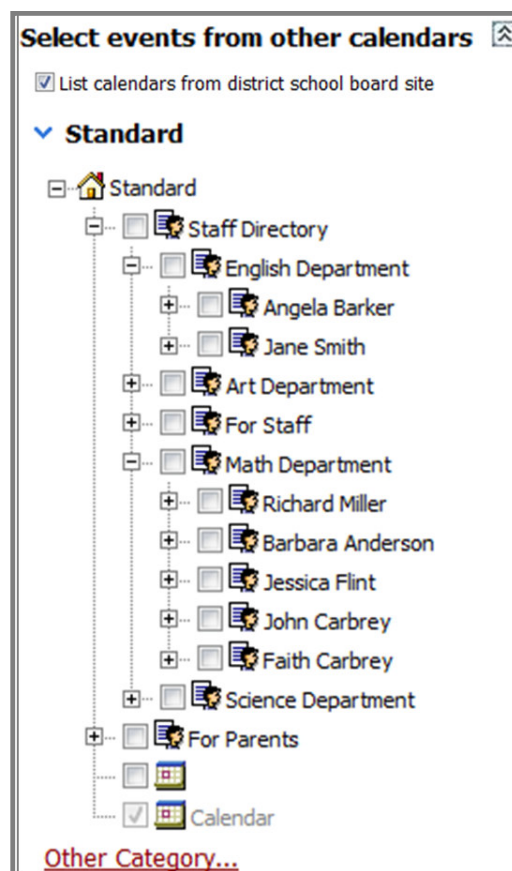 Select events from other calendars
List calendars from district school board site
Standard
Standard
Staff Directory
English Department
Angela Barker
Jane Smith
Art Department
For Staff
Math Department
Richard Miller
Barbara Anderson
Jessica Flint
John Carbrey
Faith Carbrey
Science Department
For Parents
Calendar
Other Category...